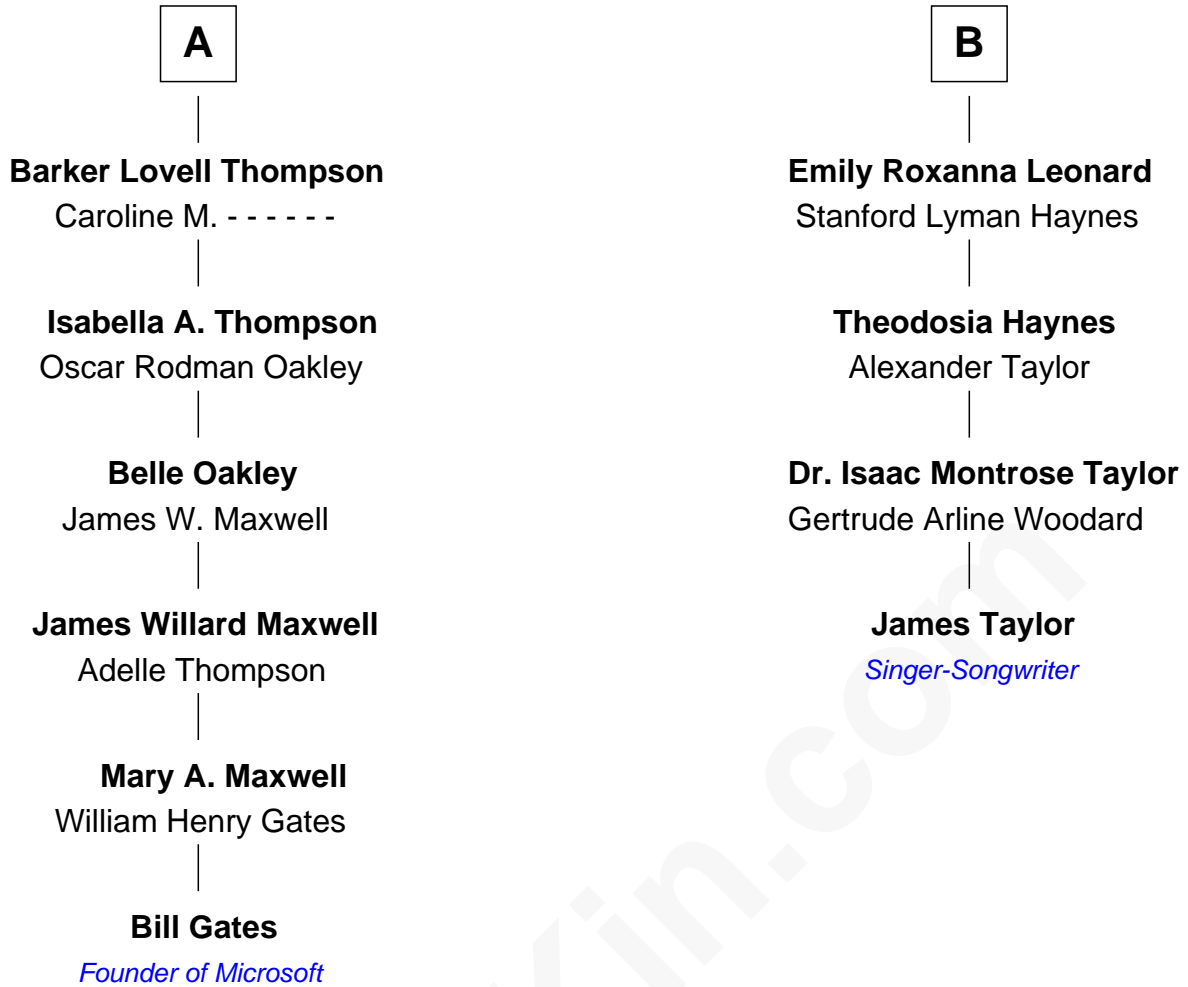 A
Barker Lovell Thompson
Caroline M. - - - - - -
Isabella A. Thompson
Oscar Rodman Oakley
Belle Oakley
James W. Maxwell
James Willard Maxwell
Adelle Thompson
Mary A. Maxwell
William Henry Gates
Bill Gates
Founder of Microsoft
B
Emily Roxanna Leonard
Stanford Lyman Haynes
Theodosia Haynes
Alexander Taylor
Dr. Isaac Montrose Taylor
Gertrude Arline Woodard
James Taylor
Singer-Songwriter
Kin.com